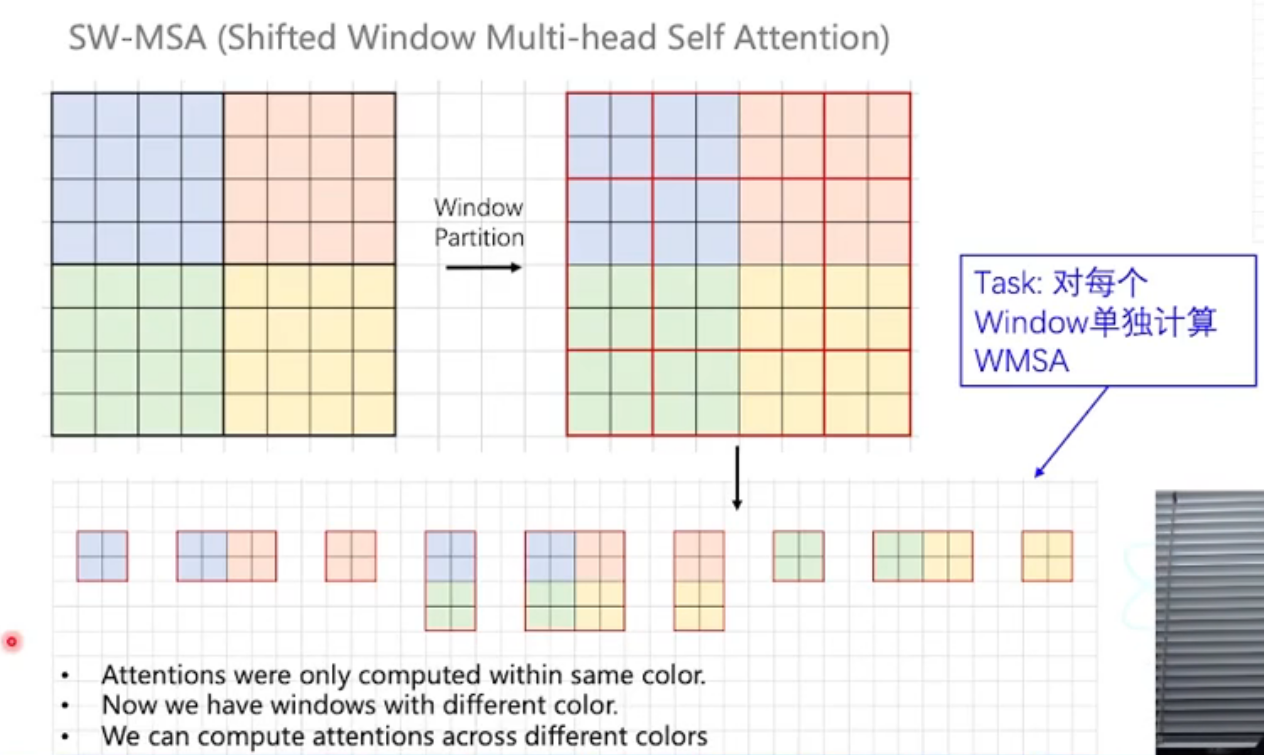 SW-MSA (Shifted Window Multi-head Self Attention)
Window
Partition
Task: 对每个
Window单独计算
WMSA
• Attentions were only computed within same color.
• Now we have windows with different color.
• We can compute attentions across different colors